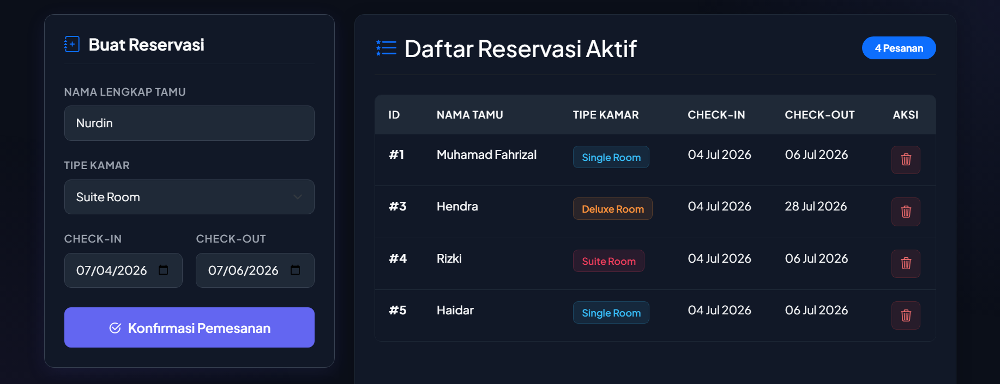 Buat Reservasi
NAMA LENGKAP TAMU
Nurdin
TIPE KAMAR
Suite Room
CHECK-IN CHECK-OUT
07/04/2026 07/06/2026
Konfirmasi Pemesanan
Daftar Reservasi Aktif 4 Pesanan
ID NAMA TAMU TIPE KAMAR CHECK-IN CHECK-OUT AKSI
#1 Muhamad Fahrizal Single Room 04 Jul 2026 06 Jul 2026
#3 Hendra Deluxe Room 04 Jul 2026 28 Jul 2026
#4 Rizki Suite Room 04 Jul 2026 06 Jul 2026
#5 Haidar Single Room 04 Jul 2026 06 Jul 2026